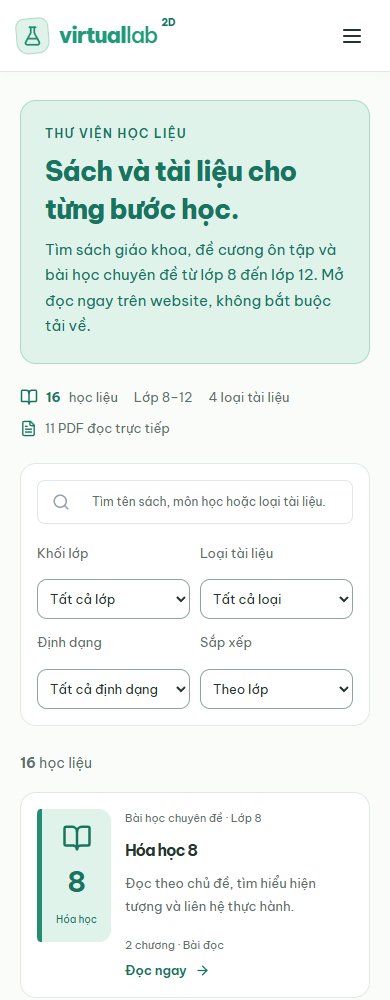 virtuallab 2D
THƯ VIỆN HỌC LIỆU
Sách và tài liệu cho
từng bước học.
Tìm sách giáo khoa, đề cương ôn tập và
bài học chuyên đề từ lớp 8 đến lớp 12. Mở
đọc ngay trên website, không bắt buộc
tải về.
16 học liệu Lớp 8–12 4 loại tài liệu
11 PDF đọc trực tiếp
Tìm tên sách, môn học hoặc loại tài liệu.
Khối lớp Loại tài liệu
Tất cả lớp Tất cả loại
Định dạng Sắp xếp
Tất cả định dạng Theo lớp
16 học liệu
Bài học chuyên đề · Lớp 8
8
Hóa học
Hóa học 8
Đọc theo chủ đề, tìm hiểu hiện
tượng và liên hệ thực hành.
2 chương · Bài đọc
Đọc ngay →